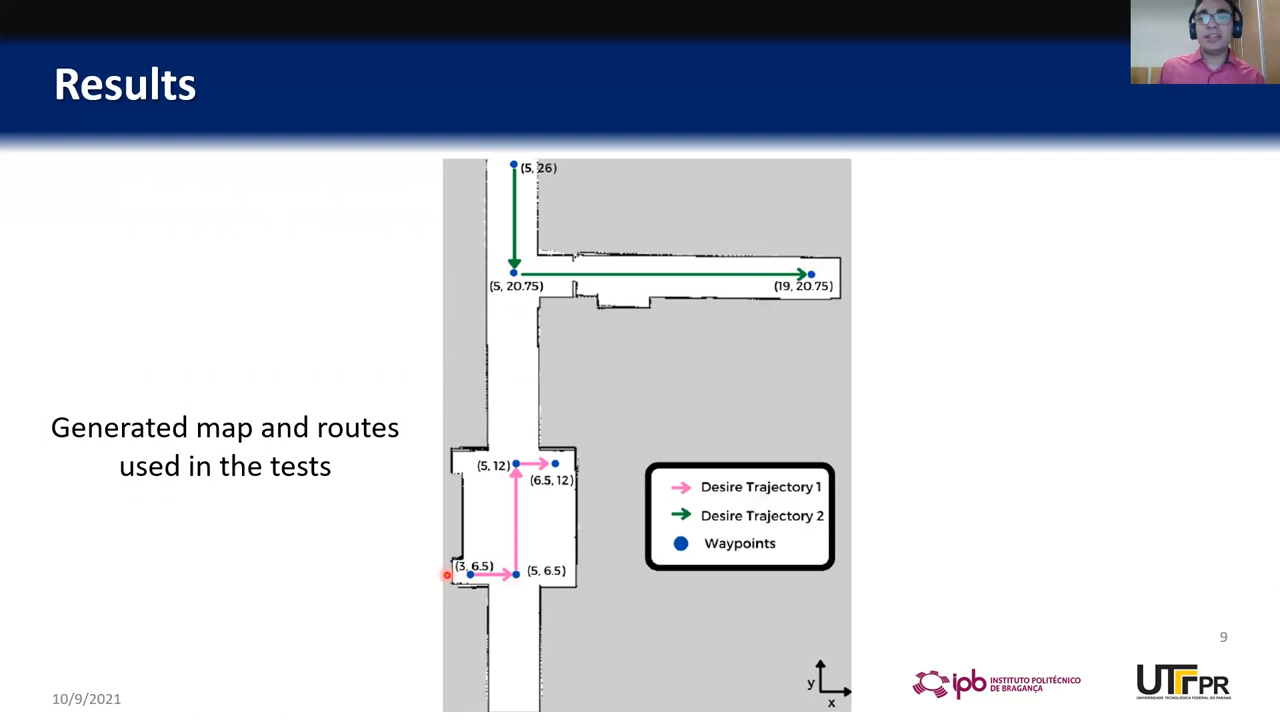 Results
(5, 26)
(5, 20.75)
(19, 20.75)
Generated map and routes
used in the tests
(5, 12)
(6.5, 12)
(3, 6.5)
(5, 6.5)
Desire Trajectory 1
Desire Trajectory 2
Waypoints
y
x
9
10/9/2021
ipb INSTITUTO POLITÉCNICO
DE BRAGANÇA
UTFPR
UNIVERSIDADE TECNOLÓGICA FEDERAL DO PARANÁ